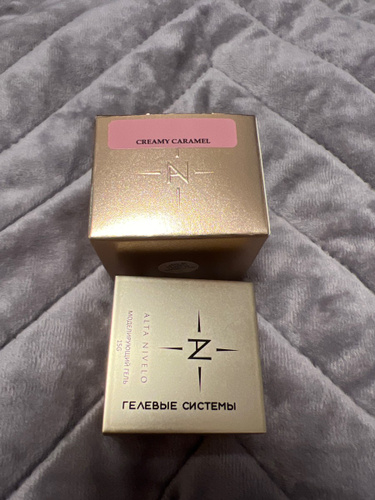 CREAMY CARAMEL
ALTA NIVELO
МОДЕЛИРУЮЩИЙ ГЕЛЬ
15G
ГЕЛЕВЫЕ СИСТЕМЫ